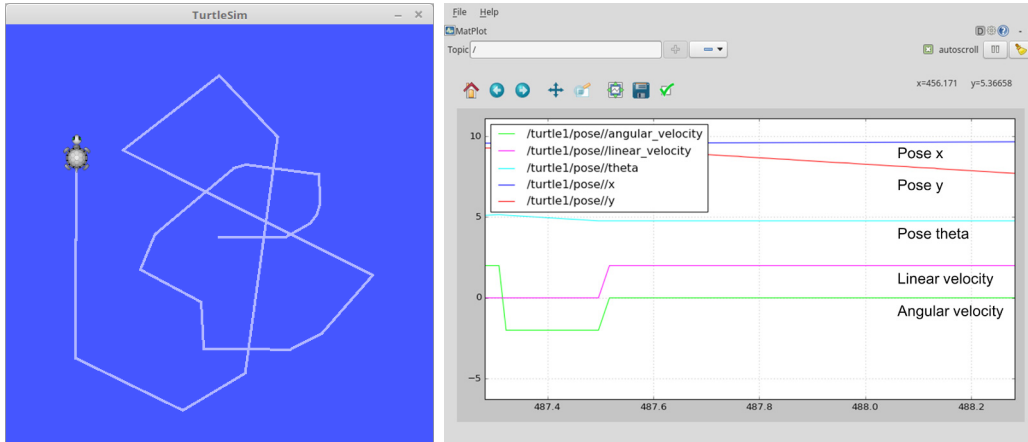 TurtleSim
File Help
MatPlot
D
Topic /
autoscroll
x=456.171 y=5.36658
/turtle1/pose//angular_velocity
/turtle1/pose//linear_velocity
/turtle1/pose//theta
/turtle1/pose//x
/turtle1/pose//y
Pose x
Pose y
Pose theta
Linear velocity
Angular velocity
10
5
0
−5
487.4 487.6 487.8 488.0 488.2